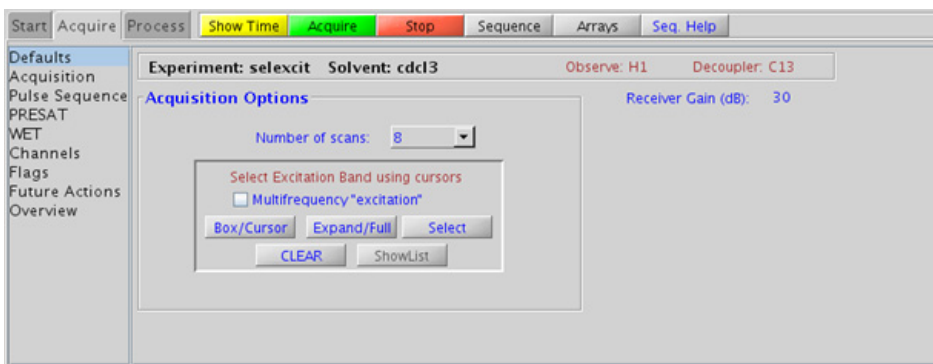 Start Acquire Process Show Time Acquire Stop Sequence Arrays Seq. Help
Defaults
Acquisition
Pulse Sequence
PRESAT
WET
Channels
Flags
Future Actions
Overview
Experiment: selexcit Solvent: cdcl3 Observe: H1 Decoupler: C13
Acquisition Options
Receiver Gain (dB): 30
Number of scans: 8
Select Excitation Band using cursors
Multifrequency "excitation"
Box/Cursor Expand/Full Select
CLEAR ShowList